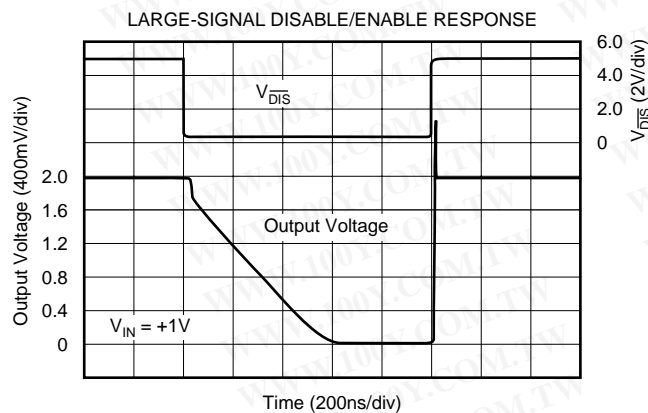 LARGE-SIGNAL DISABLE/ENABLE RESPONSE
6.0
4.0
2.0
0
V_DIS (2V/div)
V_DIS
Output Voltage (400mV/div)
2.0
1.6
1.2
0.8
0.4
0
Output Voltage
V_IN = +1V
Time (200ns/div)
WWW.100Y.COM.TW